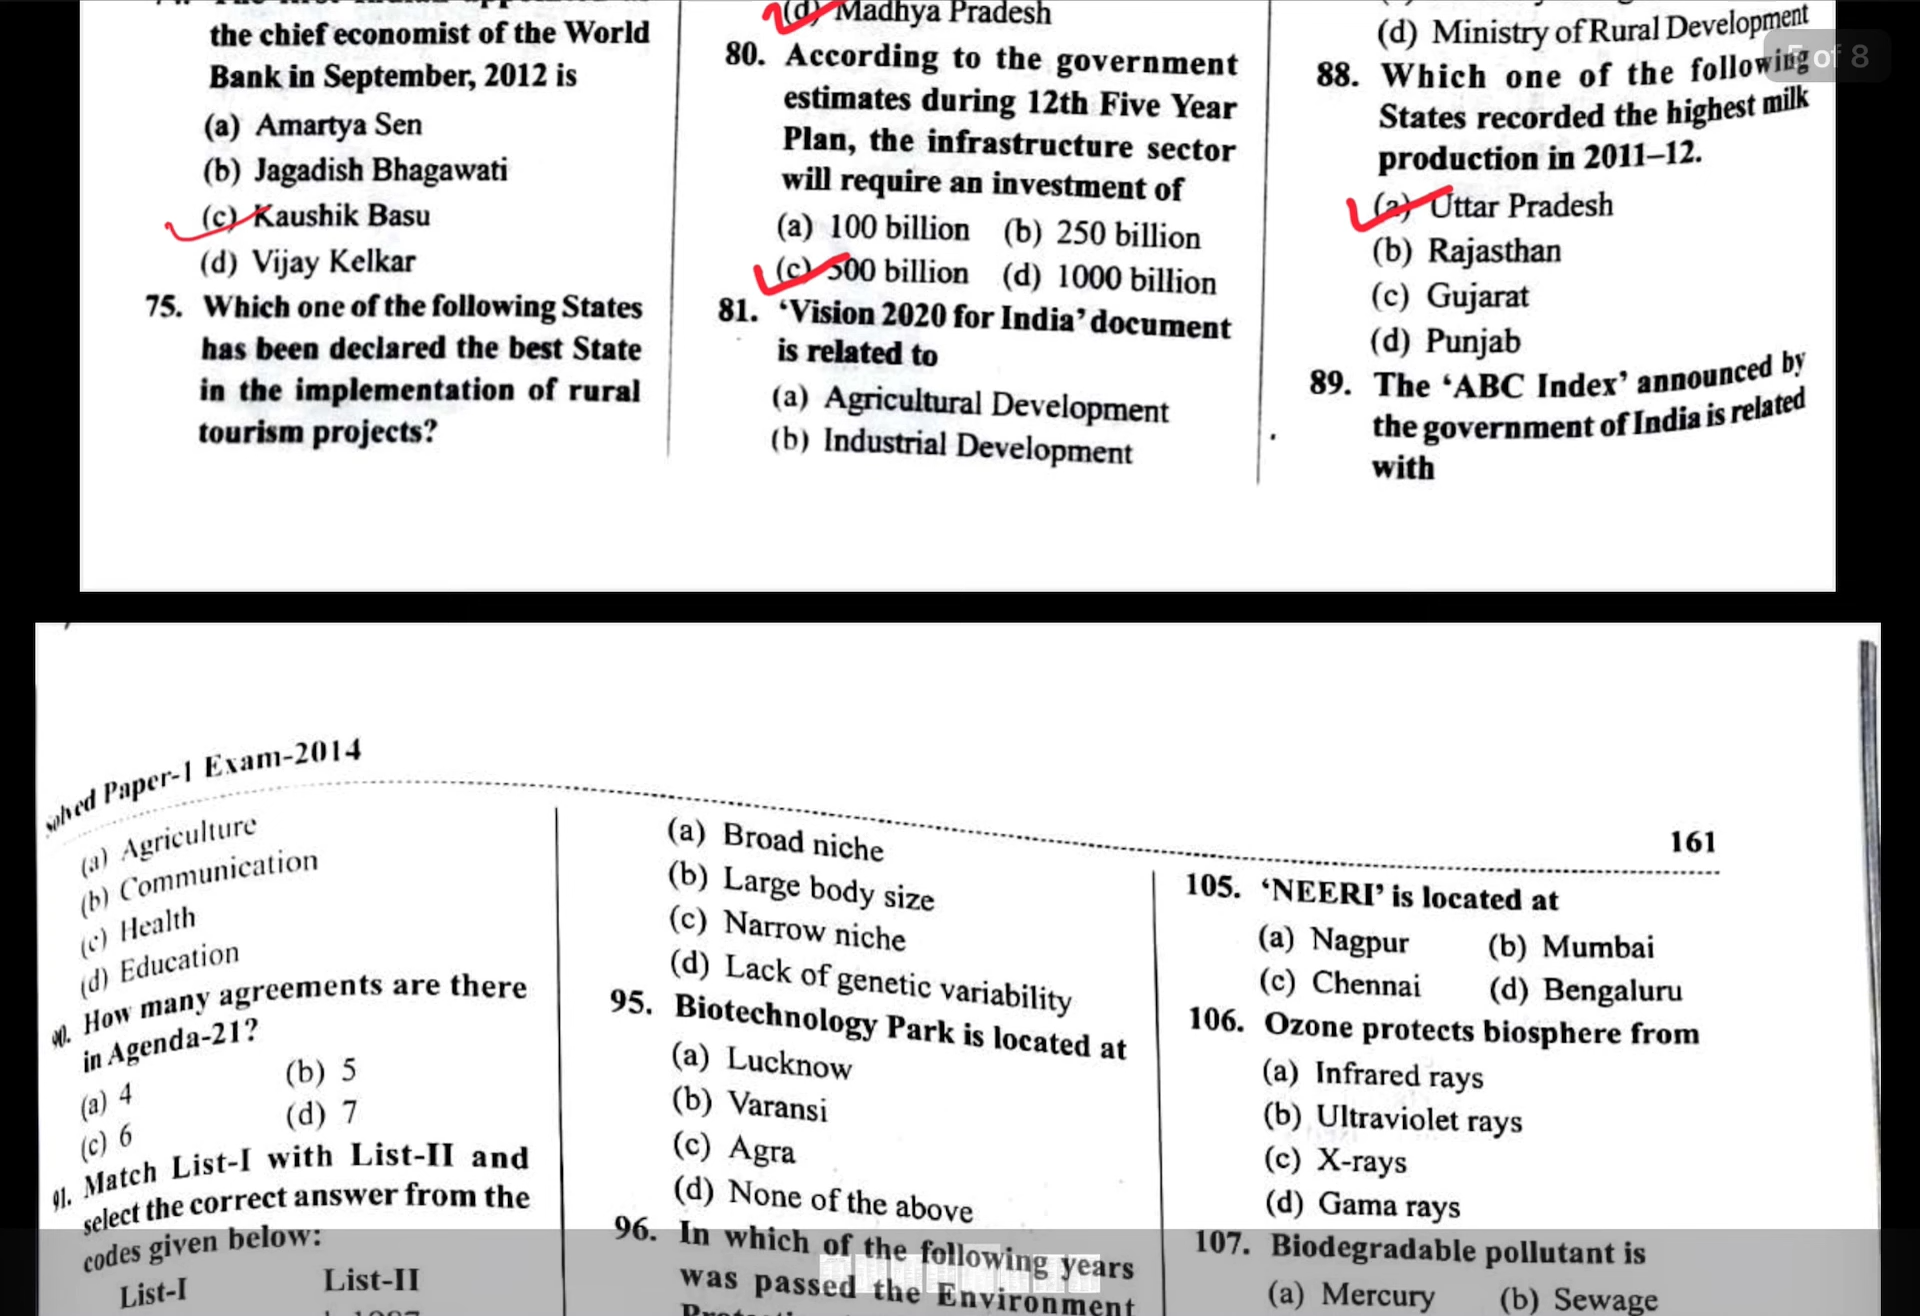 the chief economist of the World
Bank in September, 2012 is
(a) Amartya Sen
(b) Jagadish Bhagawati
(c) Kaushik Basu
(d) Vijay Kelkar
75. Which one of the following States
has been declared the best State
in the implementation of rural
tourism projects?
(d) Madhya Pradesh
80. According to the government
estimates during 12th Five Year
Plan, the infrastructure sector
will require an investment of
(a) 100 billion (b) 250 billion
(c) 500 billion (d) 1000 billion
81. ‘Vision 2020 for India’ document
is related to
(a) Agricultural Development
(b) Industrial Development
(d) Ministry of Rural Development
5 of 8
88. Which one of the following
States recorded the highest milk
production in 2011–12.
(a) Uttar Pradesh
(b) Rajasthan
(c) Gujarat
(d) Punjab
89. The ‘ABC Index’ announced by
the government of India is related
with
Solved Paper-1 Exam-2014
161
(a) Agriculture
(b) Communication
(c) Health
(d) Education
90. How many agreements are there
in Agenda-21?
(a) 4 (b) 5
(c) 6 (d) 7
91. Match List-I with List-II and
select the correct answer from the
codes given below:
List-I List-II
(a) Broad niche
(b) Large body size
(c) Narrow niche
(d) Lack of genetic variability
95. Biotechnology Park is located at
(a) Lucknow
(b) Varansi
(c) Agra
(d) None of the above
96. In which of the following years
was passed the Environment
105. ‘NEERI’ is located at
(a) Nagpur (b) Mumbai
(c) Chennai (d) Bengaluru
106. Ozone protects biosphere from
(a) Infrared rays
(b) Ultraviolet rays
(c) X-rays
(d) Gama rays
107. Biodegradable pollutant is
(a) Mercury (b) Sewage